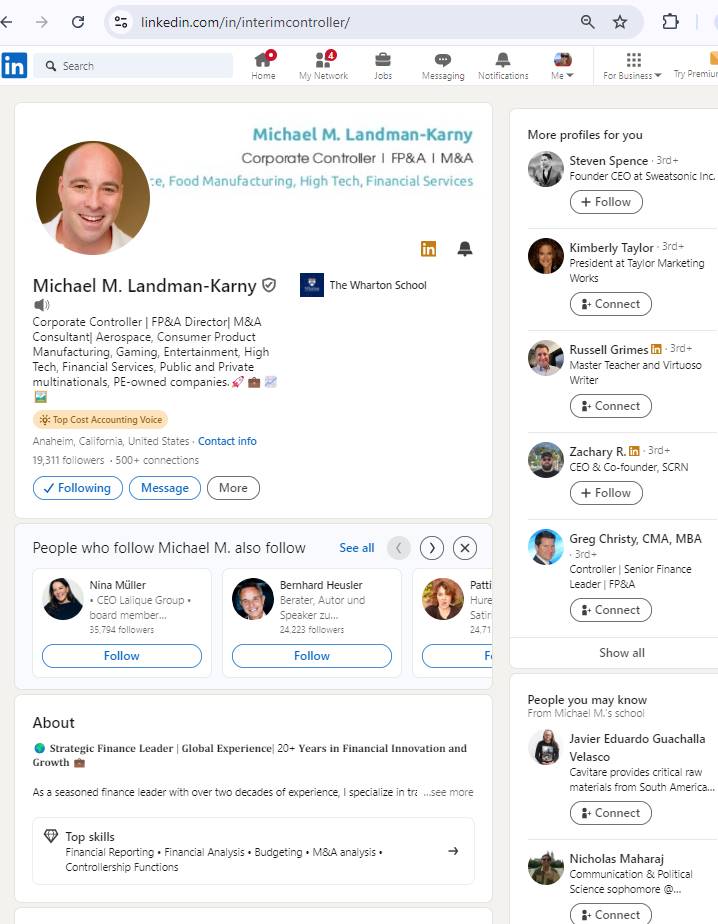 linkedin.com/in/interimcontroller/
in
Search
Home
4
My Network
Jobs
Messaging
Notifications
Me
For Business
Try Premium
Michael M. Landman-Karny
Corporate Controller | FP&A | M&A
ce, Food Manufacturing, High Tech, Financial Services
in
Michael M. Landman-Karny
The Wharton School
Corporate Controller | FP&A Director| M&A
Consultant| Aerospace, Consumer Product
Manufacturing, Gaming, Entertainment, High
Tech, Financial Services, Public and Private
multinationals, PE-owned companies.🚀 💼 📈
🖼️
Top Cost Accounting Voice
Anaheim, California, United States · Contact info
19,311 followers · 500+ connections
Following
Message
More
People who follow Michael M. also follow
See all
Nina Müller
• CEO Lalique Group •
board member...
35,794 followers
Follow
Bernhard Heusler
Berater, Autor und
Speaker zu...
24,223 followers
Follow
Patti
Hure
Satiri
24,71
F
About
🌍 Strategic Finance Leader | Global Experience| 20+ Years in Financial Innovation and
Growth 💼
As a seasoned finance leader with over two decades of experience, I specialize in tra ...see more
Top skills
Financial Reporting • Financial Analysis • Budgeting • M&A analysis •
Controllership Functions
More profiles for you
Steven Spence · 3rd+
Founder CEO at Sweatsonic Inc.
+ Follow
Kimberly Taylor · 3rd+
President at Taylor Marketing
Works
Connect
Russell Grimes in · 3rd+
Master Teacher and Virtuoso
Writer
Connect
Zachary R. in · 3rd+
CEO & Co-founder, SCRN
+ Follow
Greg Christy, CMA, MBA
· 3rd+
Controller | Senior Finance
Leader | FP&A
Connect
Show all
People you may know
From Michael M.'s school
Javier Eduardo Guachalla
Velasco
Cavitare provides critical raw
materials from South America...
Connect
Nicholas Maharaj
Communication & Political
Science sophomore @...
Connect